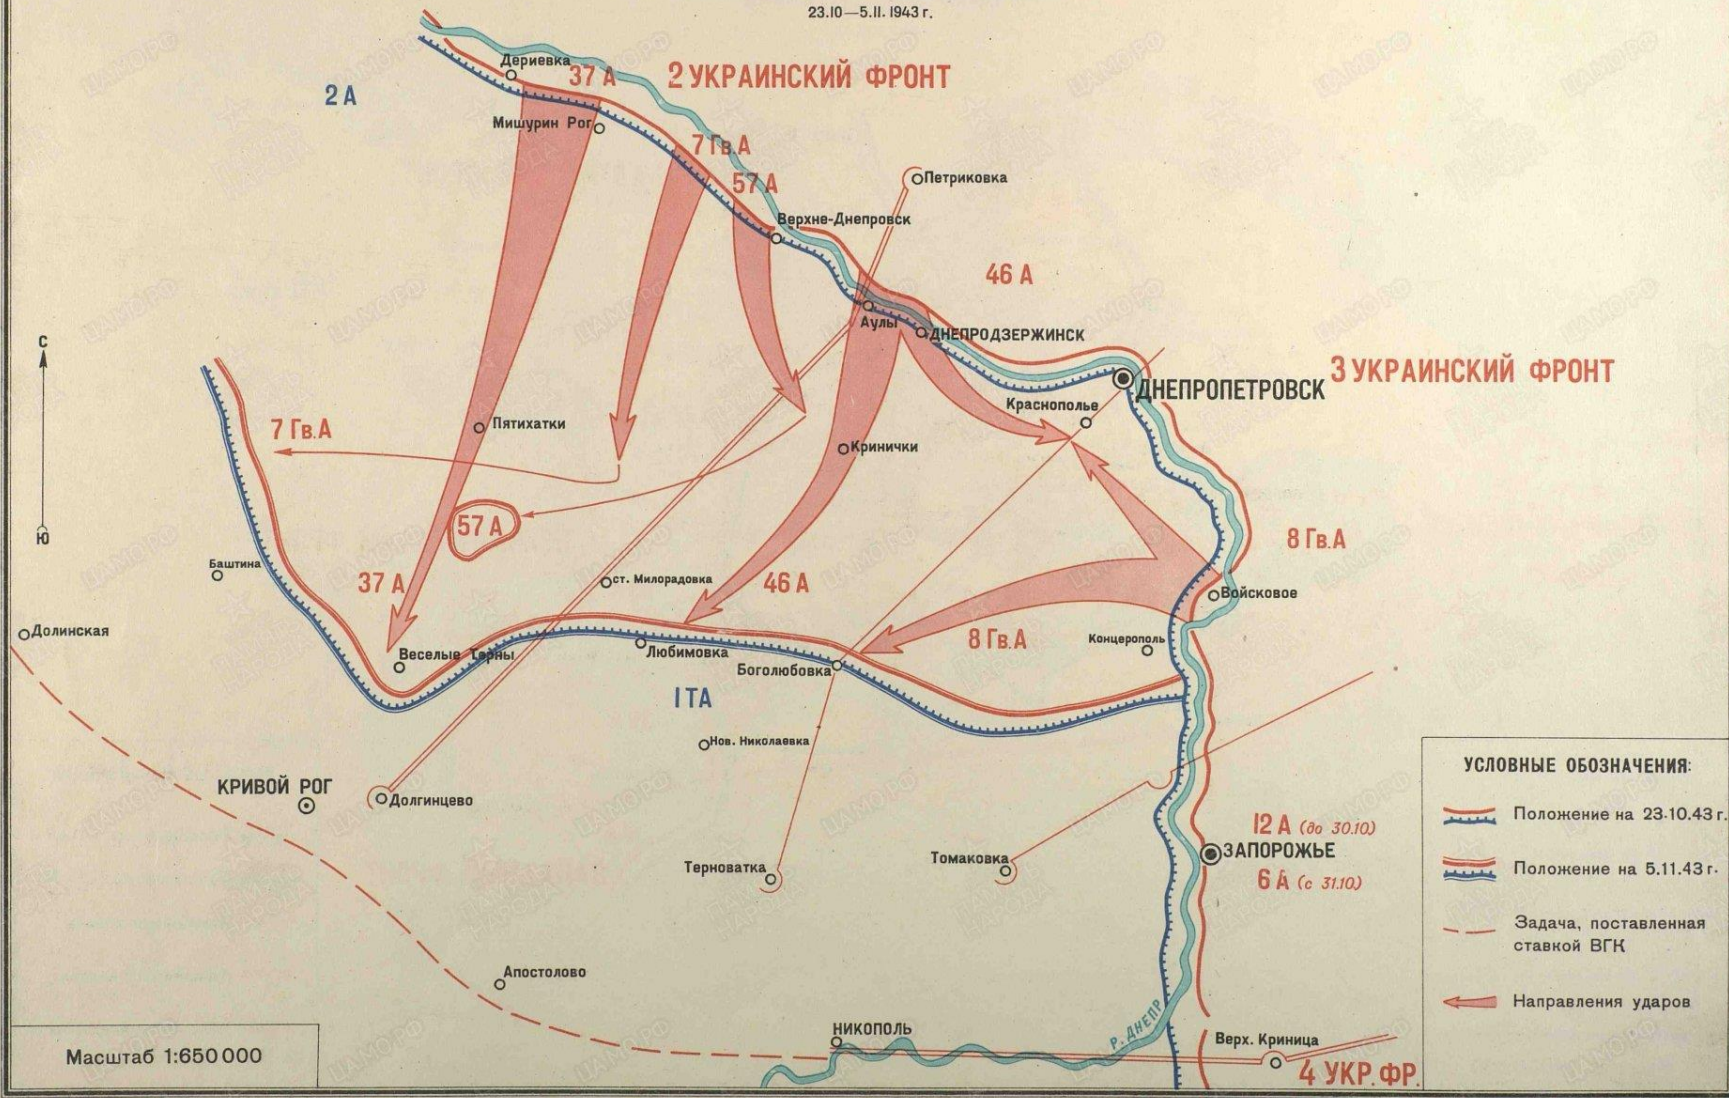 23.10—5.11.1943 г.
Дериевка
37 А
2 УКРАИНСКИЙ ФРОНТ
2 А
Мишурин Рог
7 Гв.А
57 А
Петриковка
Верхне-Днепровск
46 А
Аулы
ДНЕПРОДЗЕРЖИНСК
С
3 УКРАИНСКИЙ ФРОНТ
ДНЕПРОПЕТРОВСК
Краснополье
7 Гв.А
Пятихатки
Кринички
57 А
Ю
8 Гв.А
Баштина
37 А
ст. Милорадовка
46 А
Войсковое
Долинская
8 Гв.А
Концерополь
Веселые Терны
Любимовка
Боголюбовка
1 ТА
Нов. Николаевка
КРИВОЙ РОГ
Долгинцево
12 А (до 30.10)
ЗАПОРОЖЬЕ
6 А (с 31.10)
Терноватка
Томаковка
Апостолово
НИКОПОЛЬ
Р. ДНЕПР
Верх. Криница
4 УКР. ФР.
Масштаб 1:650 000
УСЛОВНЫЕ ОБОЗНАЧЕНИЯ:
Положение на 23.10.43 г.
Положение на 5.11.43 г.
Задача, поставленная
ставкой ВГК
Направления ударов
ЦАМО.РФ
ПАМЯТЬ НАРОДА